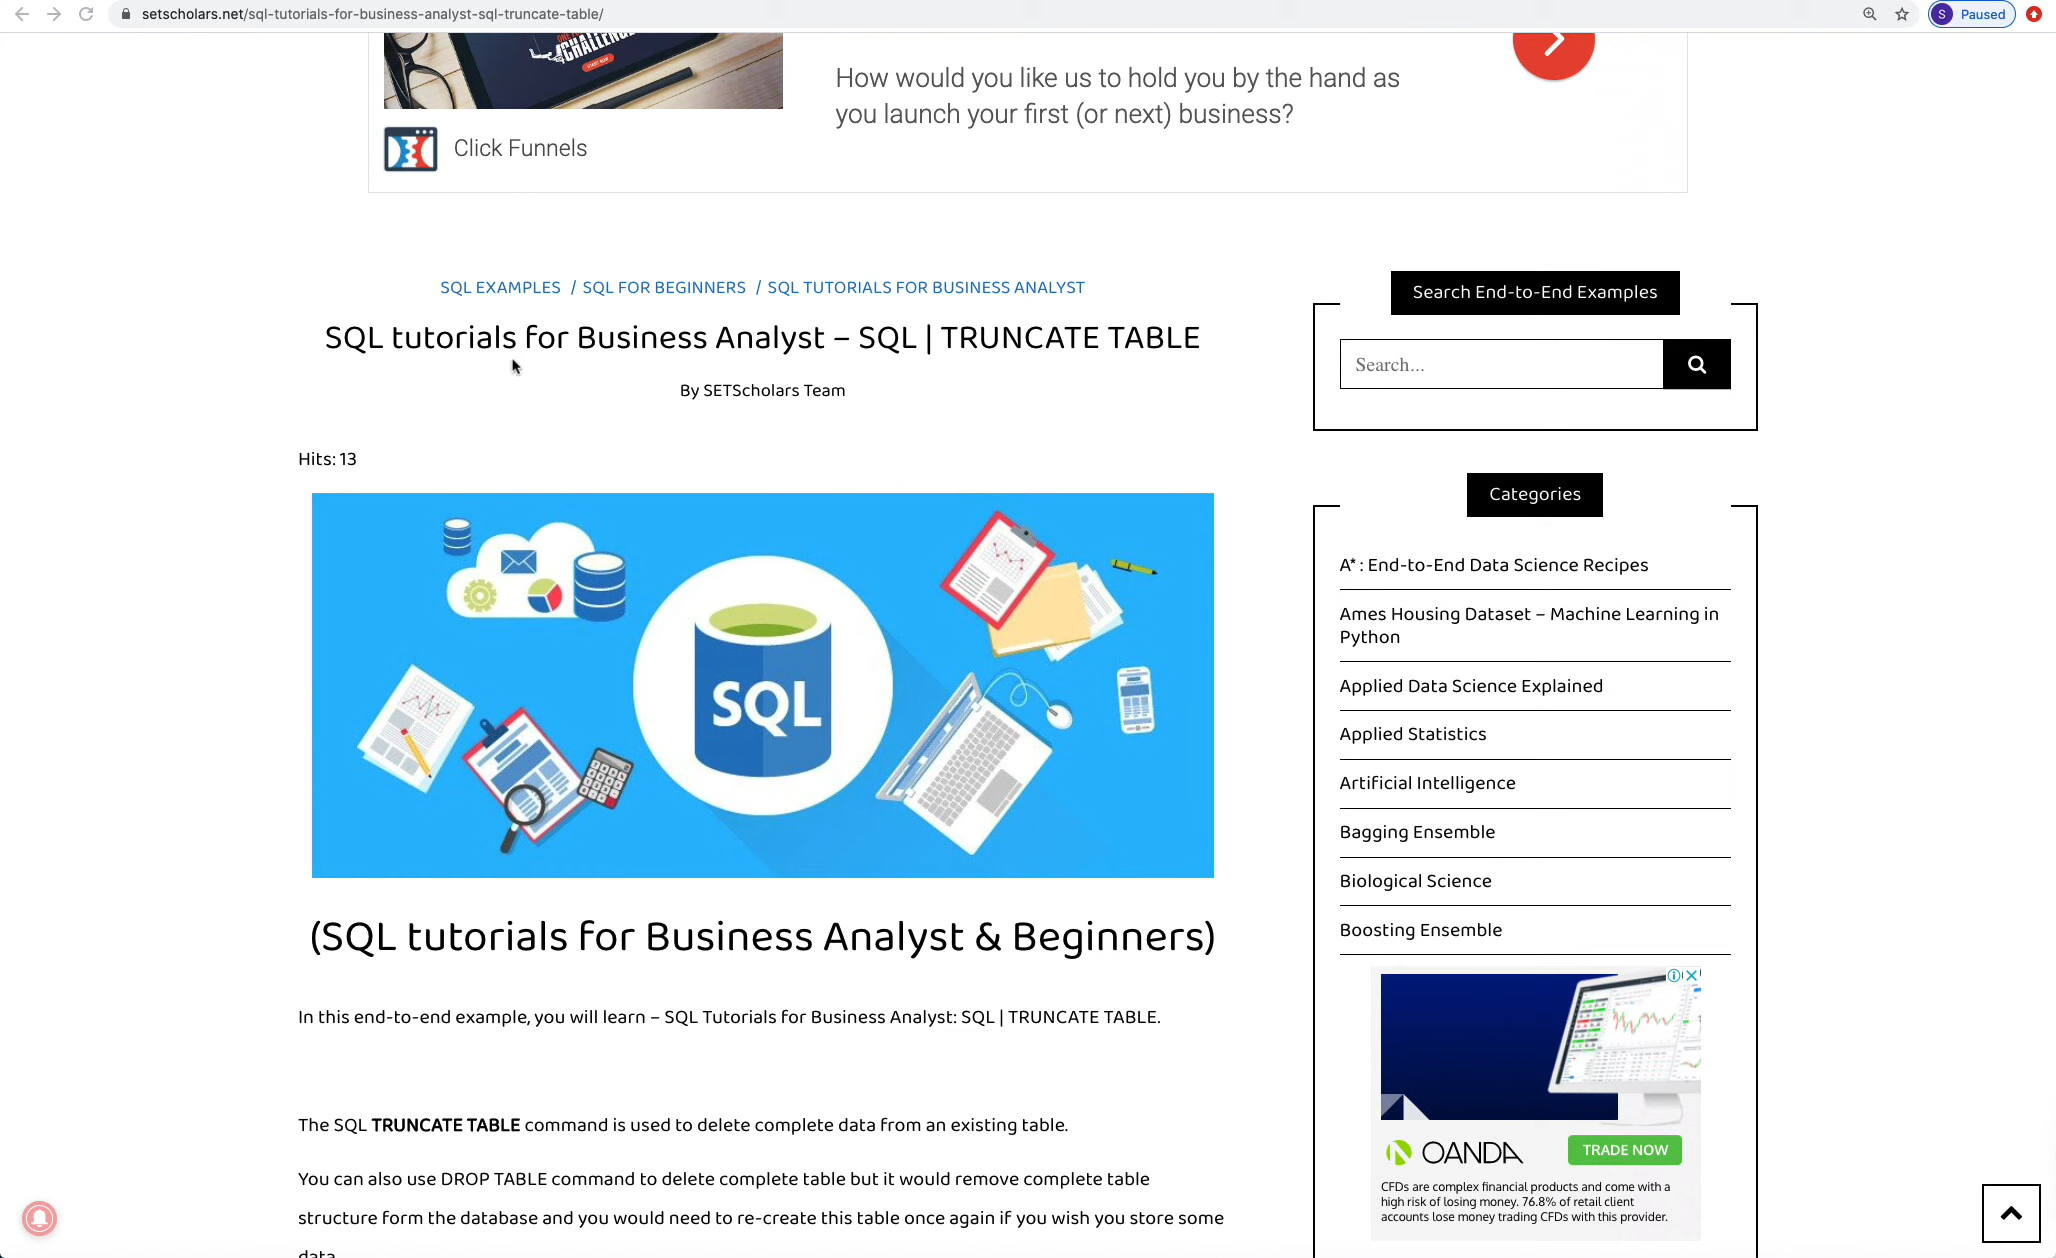 setscholars.net/sql-tutorials-for-business-analyst-sql-truncate-table/
S
Paused
CHALLENGE
How would you like us to hold you by the hand as
you launch your first (or next) business?
Click Funnels
SQL EXAMPLES / SQL FOR BEGINNERS / SQL TUTORIALS FOR BUSINESS ANALYST
SQL tutorials for Business Analyst – SQL | TRUNCATE TABLE
By SETScholars Team
Hits: 13
SQL
(SQL tutorials for Business Analyst & Beginners)
In this end-to-end example, you will learn – SQL Tutorials for Business Analyst: SQL | TRUNCATE TABLE.
The SQL TRUNCATE TABLE command is used to delete complete data from an existing table.
You can also use DROP TABLE command to delete complete table but it would remove complete table
structure form the database and you would need to re-create this table once again if you wish you store some
data.
Search End-to-End Examples
Search...
Categories
A* : End-to-End Data Science Recipes
Ames Housing Dataset – Machine Learning in
Python
Applied Data Science Explained
Applied Statistics
Artificial Intelligence
Bagging Ensemble
Biological Science
Boosting Ensemble
OANDA
TRADE NOW
CFDs are complex financial products and come with a
high risk of losing money. 76.8% of retail client
accounts lose money trading CFDs with this provider.